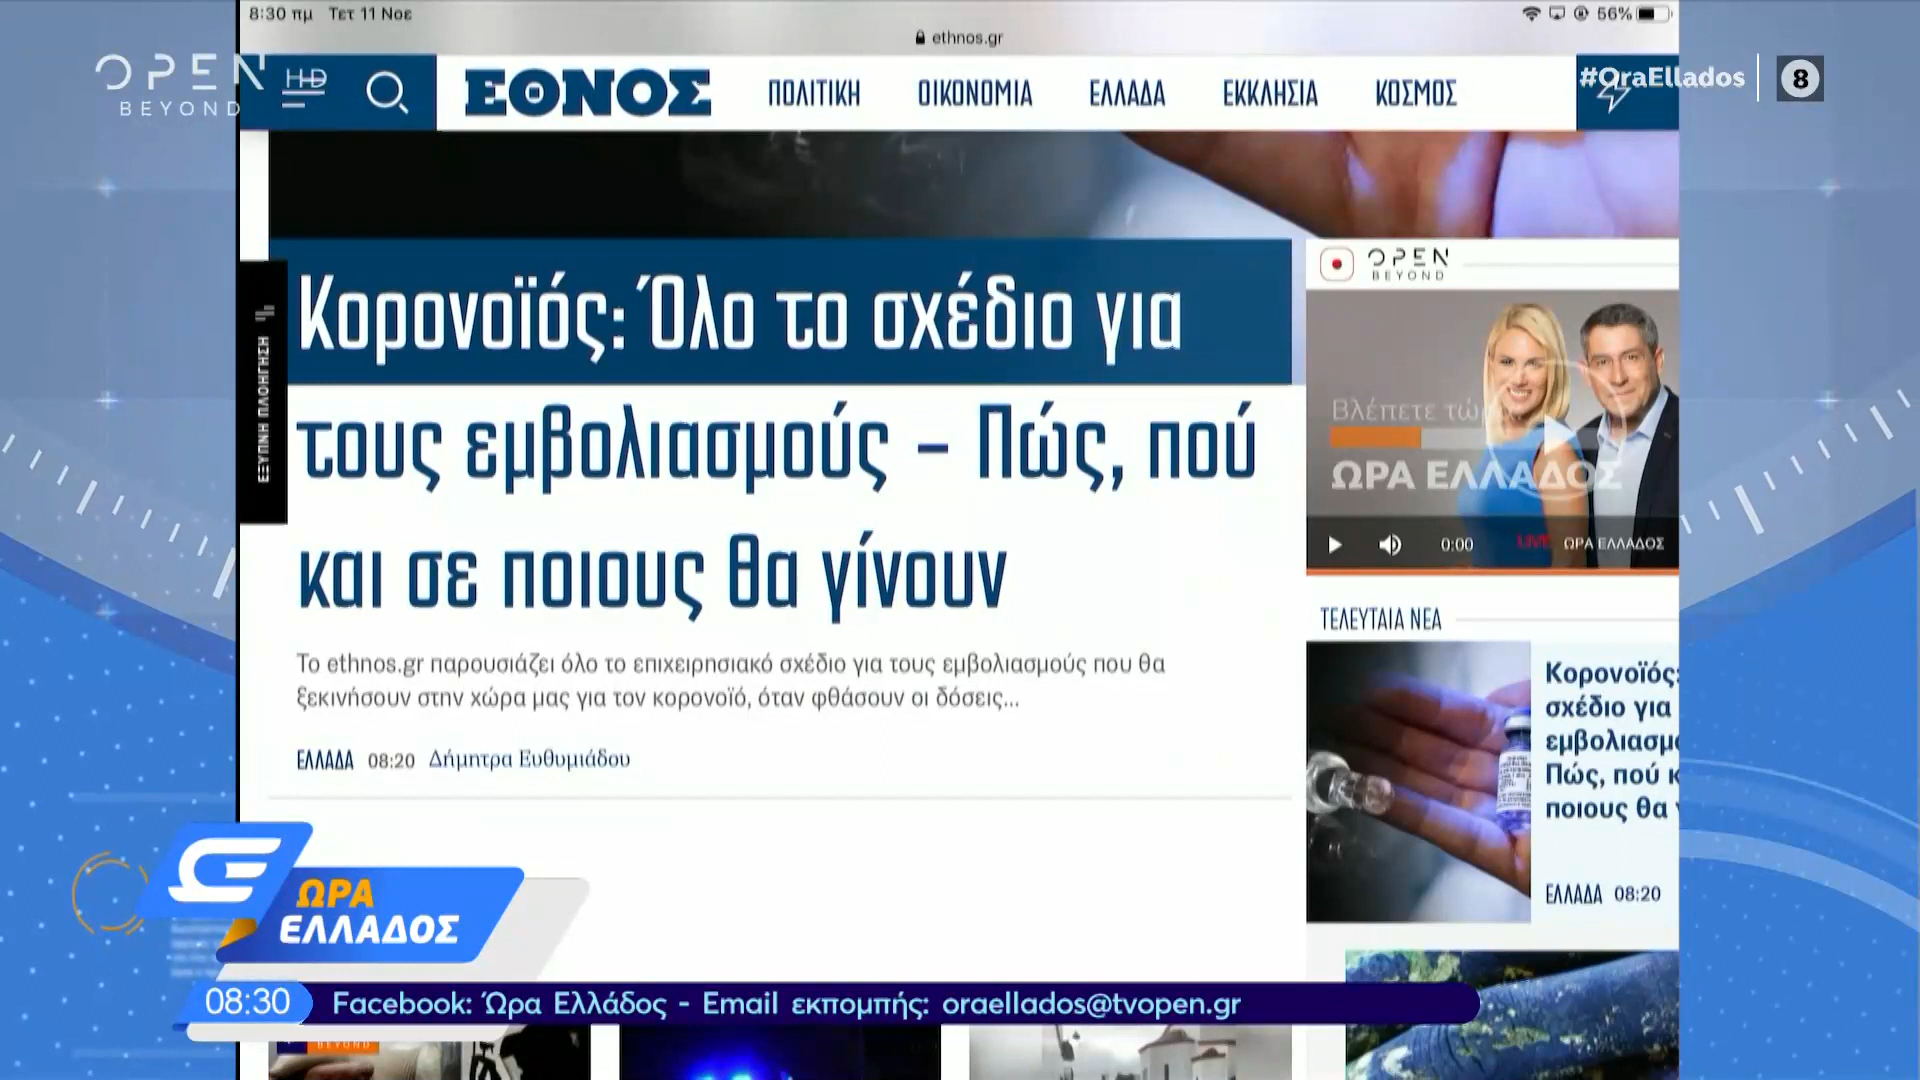 8:30 πμ Τετ 11 Νοε
56%
ethnos.gr
OPEN
BEYOND
HD
ΕΘΝΟΣ
ΠΟΛΙΤΙΚΗ ΟΙΚΟΝΟΜΙΑ ΕΛΛΑΔΑ ΕΚΚΛΗΣΙΑ ΚΟΣΜΟΣ
#OraEllados
8
Κορονοϊός: Όλο το σχέδιο για
τους εμβολιασμούς – Πώς, πού
και σε ποιους θα γίνουν
ΕΞΥΠΝΗ ΠΛΟΗΓΗΣΗ
Το ethnos.gr παρουσιάζει όλο το επιχειρησιακό σχέδιο για τους εμβολιασμούς που θα
ξεκινήσουν στην χώρα μας για τον κορονοϊό, όταν φθάσουν οι δόσεις...
ΕΛΛΑΔΑ 08:20 Δήμητρα Ευθυμιάδου
OPEN
BEYOND
Βλέπετε τώρ
ΩΡΑ ΕΛΛΑΔΟΣ
0:00 LIVE ΩΡΑ ΕΛΛΑΔΟΣ
ΤΕΛΕΥΤΑΙΑ ΝΕΑ
Κορονοϊός:
σχέδιο για
εμβολιασμ
Πώς, πού κ
ποιους θα
ΕΛΛΑΔΑ 08:20
ΩΡΑ
ΕΛΛΑΔΟΣ
08:30 Facebook: Ώρα Ελλάδος - Email εκπομπής: oraellados@tvopen.gr
BEYOND